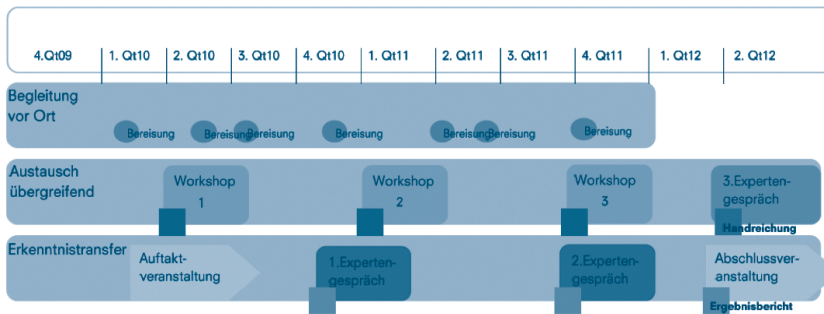 4.Qt09 1. Qt10 2. Qt10 3. Qt10 4. Qt10 1. Qt11 2. Qt11 3. Qt11 4. Qt11 1. Qt12 2. Qt12
Begleitung
vor Ort
Bereisung Bereisung Bereisung Bereisung Bereisung Bereisung Bereisung
Austausch
übergreifend
Workshop
1
Workshop
2
Workshop
3
3.Experten-
gespräch
Handreichung
Erkenntnistransfer
Auftakt-
veranstaltung
1.Experten-
gespräch
2.Experten-
gespräch
Abschlussver-
anstaltung
Ergebnisbericht